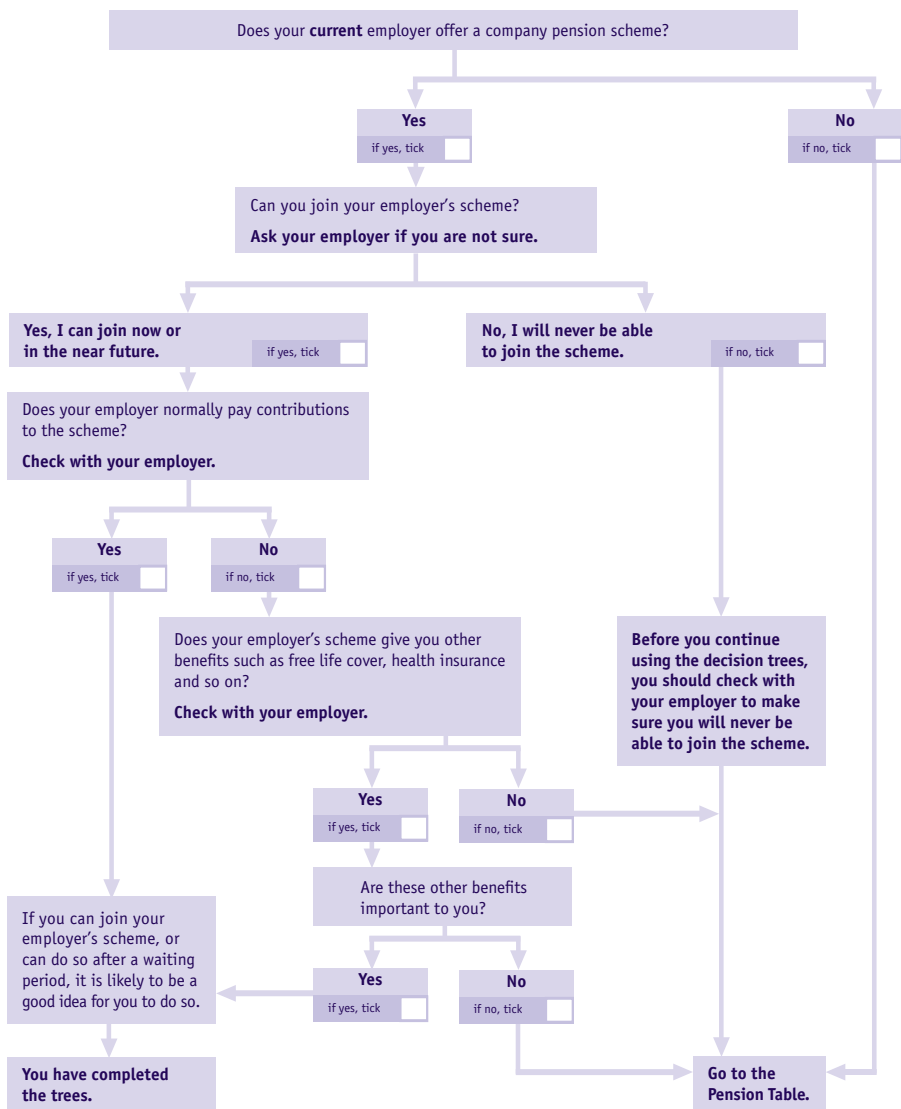 Does your current employer offer a company pension scheme?
Yes
if yes, tick
No
if no, tick
Can you join your employer's scheme?
Ask your employer if you are not sure.
Yes, I can join now or
in the near future.
if yes, tick
No, I will never be able
to join the scheme.
if no, tick
Does your employer normally pay contributions
to the scheme?
Check with your employer.
Yes
if yes, tick
No
if no, tick
Does your employer's scheme give you other
benefits such as free life cover, health insurance
and so on?
Check with your employer.
Before you continue
using the decision trees,
you should check with
your employer to make
sure you will never be
able to join the scheme.
Yes
if yes, tick
No
if no, tick
Are these other benefits
important to you?
If you can join your
employer's scheme, or
can do so after a waiting
period, it is likely to be a
good idea for you to do so.
Yes
if yes, tick
No
if no, tick
You have completed
the trees.
Go to the
Pension Table.